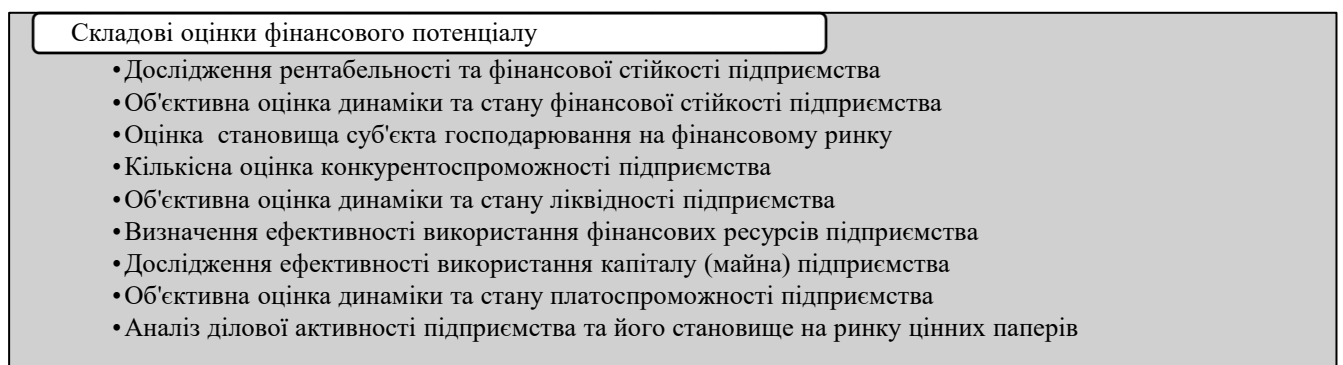 Складові оцінки фінансового потенціалу
•Дослідження рентабельності та фінансової стійкості підприємства
•Об'єктивна оцінка динаміки та стану фінансової стійкості підприємства
•Оцінка становища суб'єкта господарювання на фінансовому ринку
•Кількісна оцінка конкурентоспроможності підприємства
•Об'єктивна оцінка динаміки та стану ліквідності підприємства
•Визначення ефективності використання фінансових ресурсів підприємства
•Дослідження ефективності використання капіталу (майна) підприємства
•Об'єктивна оцінка динаміки та стану платоспроможності підприємства
•Аналіз ділової активності підприємства та його становище на ринку цінних паперів